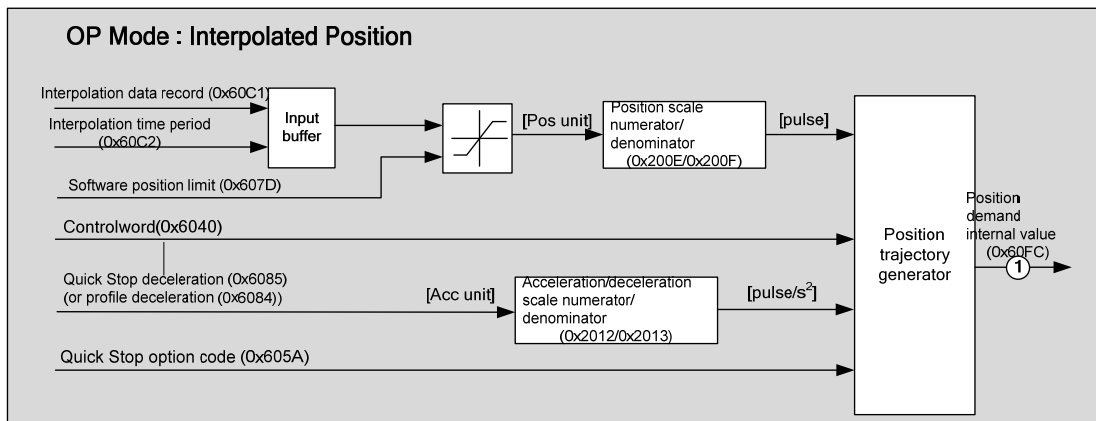 OP Mode : Interpolated Position
Interpolation data record (0x60C1)
Interpolation time period
(0x60C2)
Input
buffer
Software position limit (0x607D)
[Pos unit]
Position scale
numerator/
denominator
(0x200E/0x200F)
[pulse]
Controlword(0x6040)
Quick Stop deceleration (0x6085)
(or profile deceleration (0x6084))
[Acc unit]
Acceleration/deceleration
scale numerator/
denominator
(0x2012/0x2013)
[pulse/s²]
Quick Stop option code (0x605A)
Position
trajectory
generator
Position
demand
internal value
(0x60FC)
1